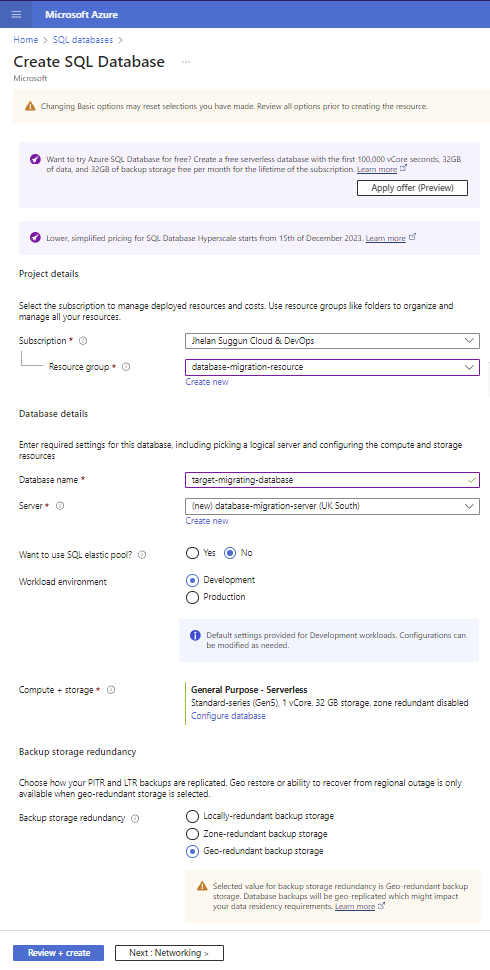 Microsoft Azure
Home > SQL databases >
Create SQL Database ...
Microsoft
Changing Basic options may reset selections you have made. Review all options prior to creating the resource.
Want to try Azure SQL Database for free? Create a free serverless database with the first 100,000 vCore seconds, 32GB
of data, and 32GB of backup storage free per month for the lifetime of the subscription. Learn more
Apply offer (Preview)
Lower, simplified pricing for SQL Database Hyperscale starts from 15th of December 2023. Learn more
Project details
Select the subscription to manage deployed resources and costs. Use resource groups like folders to organize and
manage all your resources.
Subscription * Jhelan Suggun Cloud & DevOps
Resource group * database-migration-resource
Create new
Database details
Enter required settings for this database, including picking a logical server and configuring the compute and storage
resources
Database name * target-migrating-database
Server * (new) database-migration-server (UK South)
Create new
Want to use SQL elastic pool? Yes No
Workload environment Development
Production
Default settings provided for Development workloads. Configurations can
be modified as needed.
Compute + storage * General Purpose - Serverless
Standard-series (Gen5), 1 vCore, 32 GB storage, zone redundant disabled
Configure database
Backup storage redundancy
Choose how your PITR and LTR backups are replicated. Geo restore or ability to recover from regional outage is only
available when geo-redundant storage is selected.
Backup storage redundancy Locally-redundant backup storage
Zone-redundant backup storage
Geo-redundant backup storage
Selected value for backup storage redundancy is Geo-redundant backup
storage. Database backups will be geo-replicated which might impact
your data residency requirements. Learn more
Review + create Next : Networking >